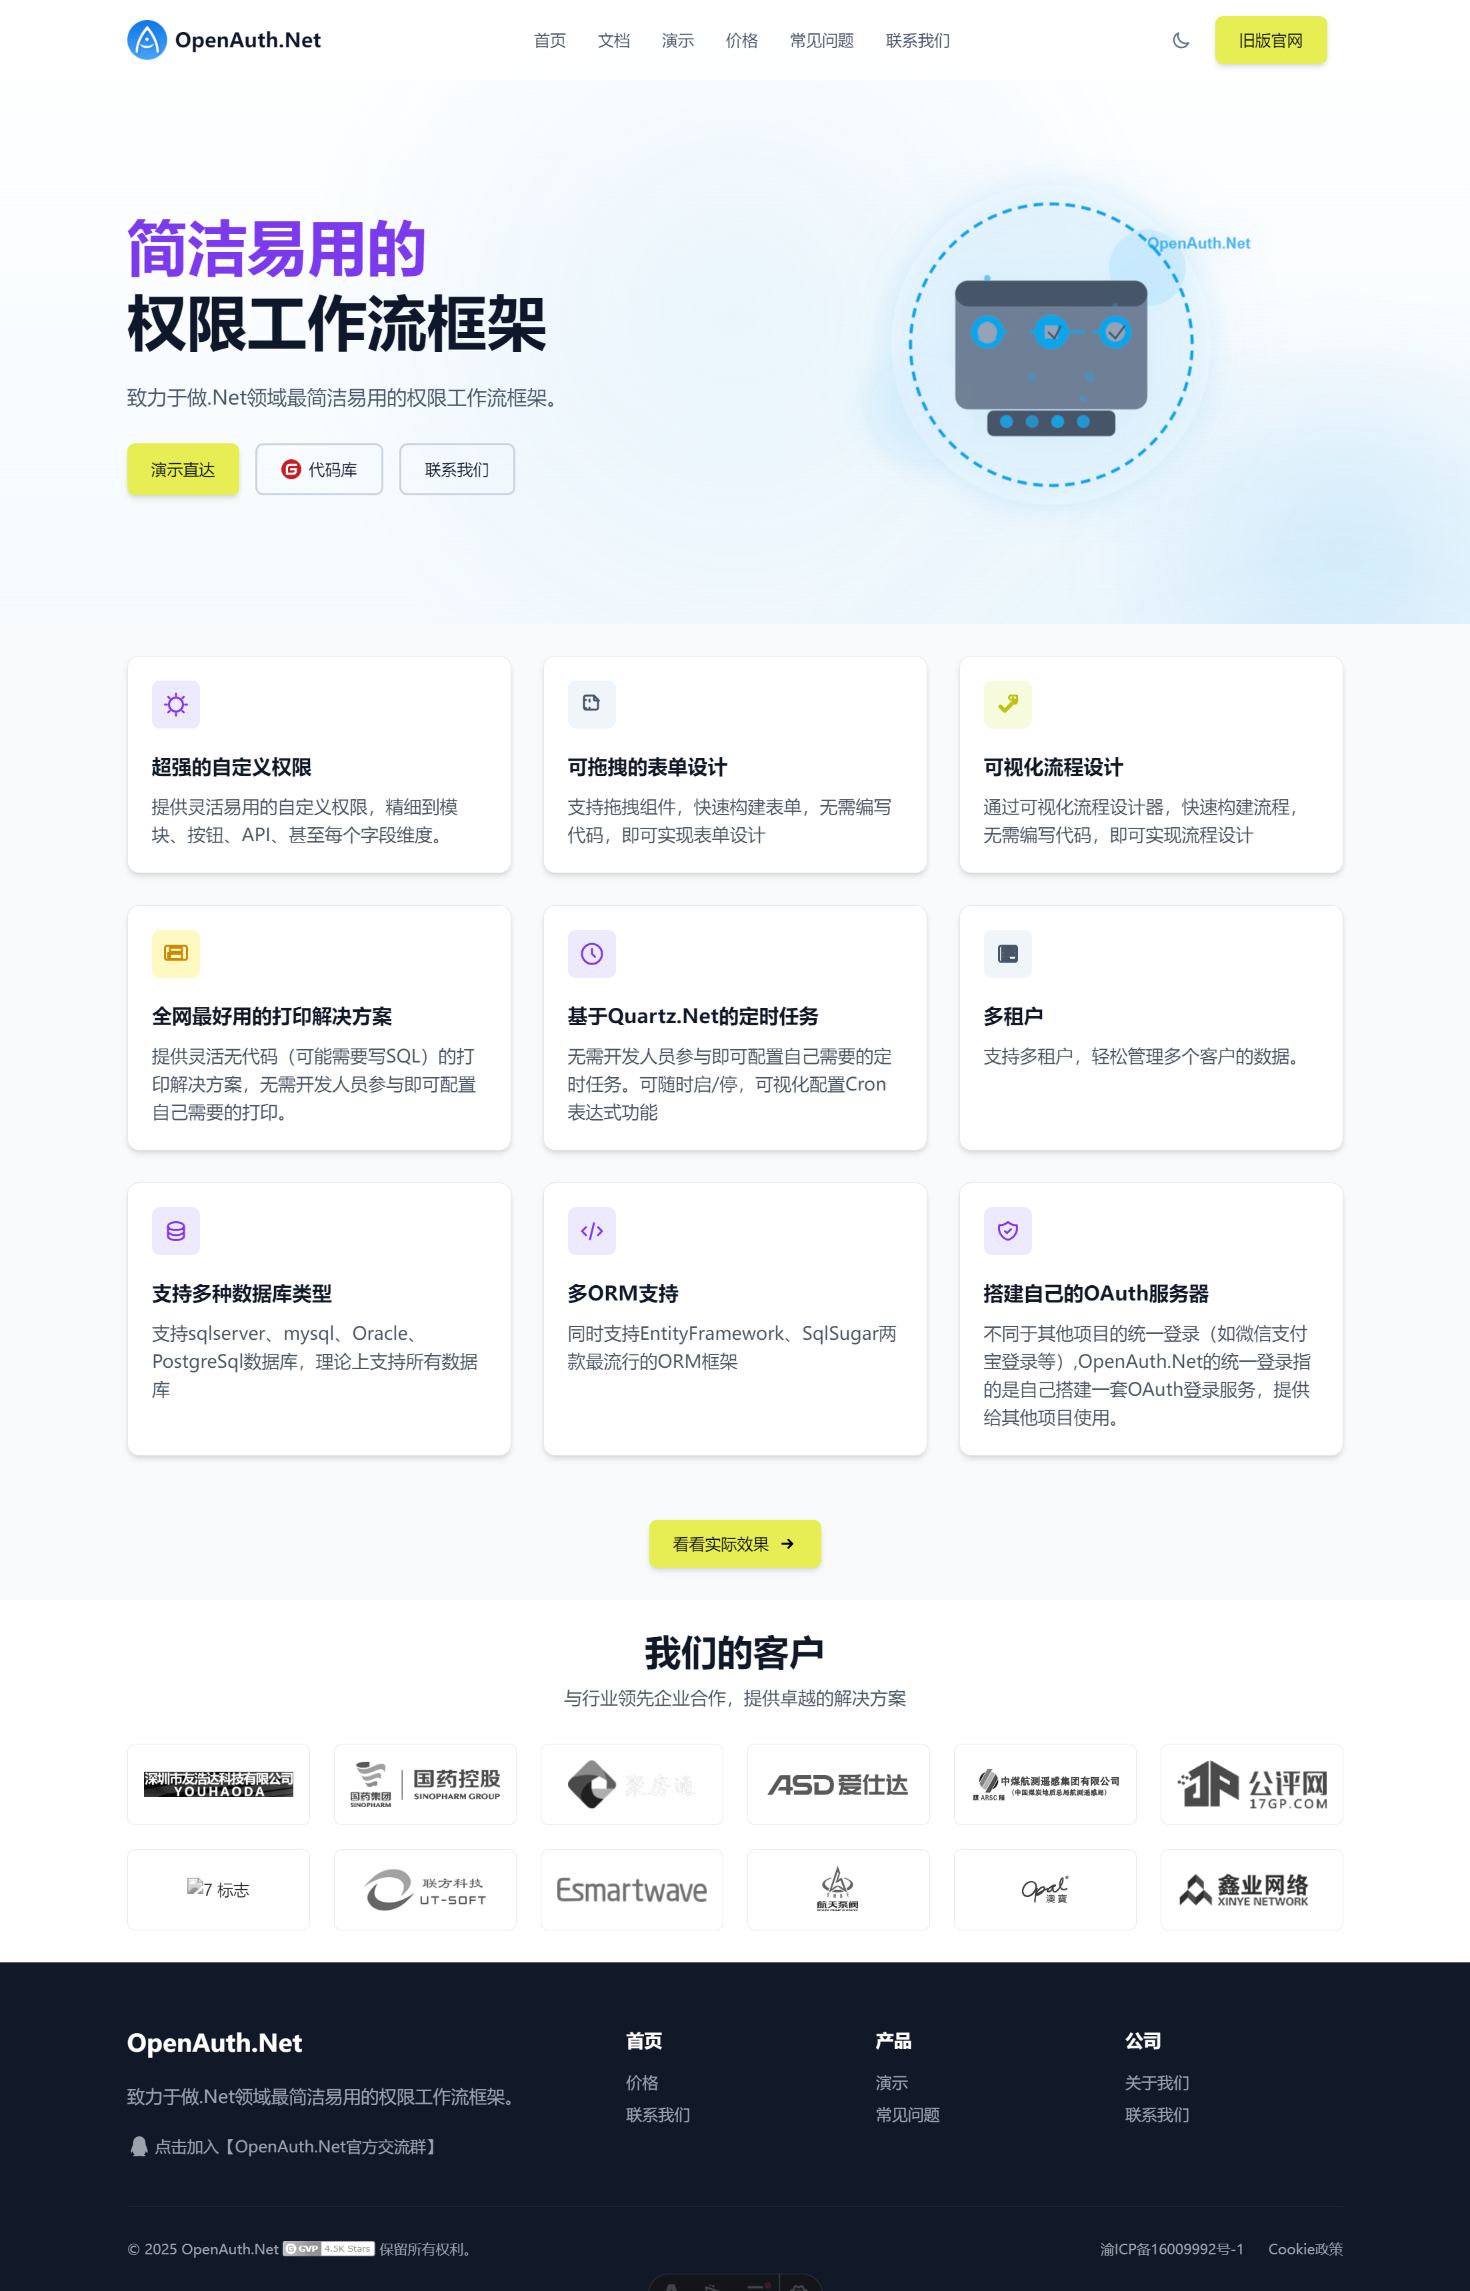 OpenAuth.Net
首页 文档 演示 价格 常见问题 联系我们
旧版官网
简洁易用的
权限工作流框架
致力于做.Net领域最简洁易用的权限工作流框架。
演示直达 代码库 联系我们
OpenAuth.Net
超强的自定义权限
提供灵活易用的自定义权限，精细到模
块、按钮、API、甚至每个字段维度。
可拖拽的表单设计
支持拖拽组件，快速构建表单，无需编写
代码，即可实现表单设计
可视化流程设计
通过可视化流程设计器，快速构建流程，
无需编写代码，即可实现流程设计
全网最好用的打印解决方案
提供灵活无代码（可能需要写SQL）的打
印解决方案，无需开发人员参与即可配置
自己需要的打印。
基于Quartz.Net的定时任务
无需开发人员参与即可配置自己需要的定
时任务。可随时启/停，可视化配置Cron
表达式功能
多租户
支持多租户，轻松管理多个客户的数据。
支持多种数据库类型
支持sqlserver、mysql、Oracle、
PostgreSql数据库，理论上支持所有数据
库
多ORM支持
同时支持EntityFramework、SqlSugar两
款最流行的ORM框架
搭建自己的OAuth服务器
不同于其他项目的统一登录（如微信支付
宝登录等）,OpenAuth.Net的统一登录指
的是自己搭建一套OAuth登录服务，提供
给其他项目使用。
看看实际效果
我们的客户
与行业领先企业合作，提供卓越的解决方案
深圳市友浩达科技有限公司
YOUHAODA
国药集团
SINOPHARM
国药控股
SINOPHARM GROUP
聚房通
ASD爱仕达
中煤航测遥感集团有限公司
（中国煤炭地质总局航测遥感局）
ARSC
公评网
17GP.COM
7 标志
联方科技
UT-SOFT
Esmartwave
航天泵阀
Opal
澳寶
鑫业网络
XINYE NETWORK
OpenAuth.Net
致力于做.Net领域最简洁易用的权限工作流框架。
点击加入【OpenAuth.Net官方交流群】
首页
价格
联系我们
产品
演示
常见问题
公司
关于我们
联系我们
© 2025 OpenAuth.Net GVP 4.5K Stars 保留所有权利。
渝ICP备16009992号-1 Cookie政策